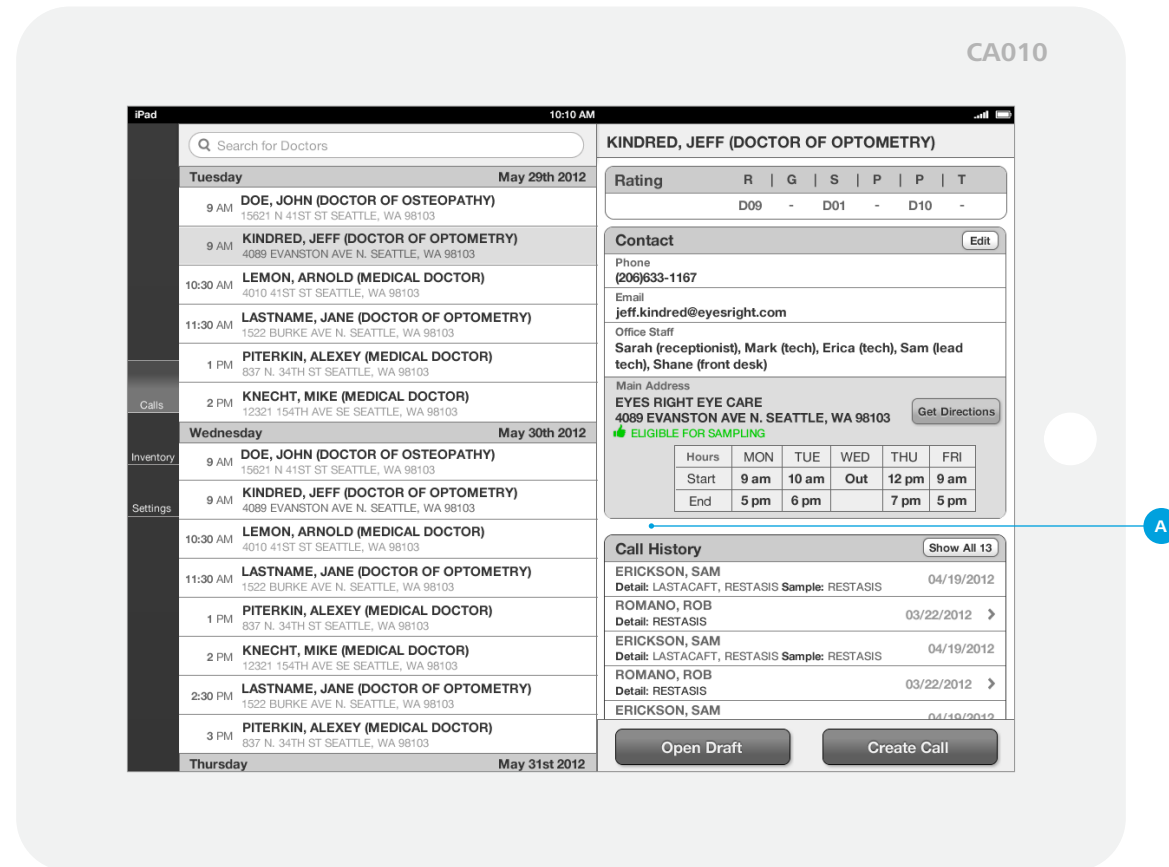 CA010
iPad 10:10 AM
Search for Doctors
Tuesday May 29th 2012
9 AM DOE, JOHN (DOCTOR OF OSTEOPATHY)
15621 N 41ST ST SEATTLE, WA 98103
9 AM KINDRED, JEFF (DOCTOR OF OPTOMETRY)
4089 EVANSTON AVE N. SEATTLE, WA 98103
10:30 AM LEMON, ARNOLD (MEDICAL DOCTOR)
4010 41ST ST SEATTLE, WA 98103
11:30 AM LASTNAME, JANE (DOCTOR OF OPTOMETRY)
1522 BURKE AVE N. SEATTLE, WA 98103
1 PM PITERKIN, ALEXEY (MEDICAL DOCTOR)
837 N. 34TH ST SEATTLE, WA 98103
2 PM KNECHT, MIKE (MEDICAL DOCTOR)
12321 154TH AVE SE SEATTLE, WA 98103
Wednesday May 30th 2012
9 AM DOE, JOHN (DOCTOR OF OSTEOPATHY)
15621 N 41ST ST SEATTLE, WA 98103
9 AM KINDRED, JEFF (DOCTOR OF OPTOMETRY)
4089 EVANSTON AVE N. SEATTLE, WA 98103
10:30 AM LEMON, ARNOLD (MEDICAL DOCTOR)
4010 41ST ST SEATTLE, WA 98103
11:30 AM LASTNAME, JANE (DOCTOR OF OPTOMETRY)
1522 BURKE AVE N. SEATTLE, WA 98103
1 PM PITERKIN, ALEXEY (MEDICAL DOCTOR)
837 N. 34TH ST SEATTLE, WA 98103
2 PM KNECHT, MIKE (MEDICAL DOCTOR)
12321 154TH AVE SE SEATTLE, WA 98103
2:30 PM LASTNAME, JANE (DOCTOR OF OPTOMETRY)
1522 BURKE AVE N. SEATTLE, WA 98103
3 PM PITERKIN, ALEXEY (MEDICAL DOCTOR)
837 N. 34TH ST SEATTLE, WA 98103
Thursday May 31st 2012
Calls
Inventory
Settings
KINDRED, JEFF (DOCTOR OF OPTOMETRY)
Rating R | G | S | P | P | T
D09 - D01 - D10 -
Contact Edit
Phone
(206)633-1167
Email
jeff.kindred@eyesright.com
Office Staff
Sarah (receptionist), Mark (tech), Erica (tech), Sam (lead
tech), Shane (front desk)
Main Address
EYES RIGHT EYE CARE
4089 EVANSTON AVE N. SEATTLE, WA 98103
Get Directions
ELIGIBLE FOR SAMPLING
Hours MON TUE WED THU FRI
Start 9 am 10 am Out 12 pm 9 am
End 5 pm 6 pm 7 pm 5 pm
A
Call History Show All 13
ERICKSON, SAM
Detail: LASTACAFT, RESTASIS Sample: RESTASIS
04/19/2012
ROMANO, ROB
Detail: RESTASIS
03/22/2012
ERICKSON, SAM
Detail: LASTACAFT, RESTASIS Sample: RESTASIS
04/19/2012
ROMANO, ROB
Detail: RESTASIS
03/22/2012
ERICKSON, SAM
04/19/2012
Open Draft
Create Call